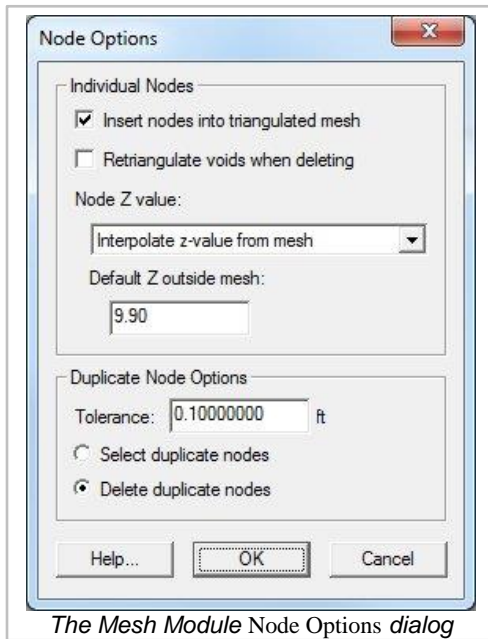 Node Options
Individual Nodes
Insert nodes into triangulated mesh
Retriangulate voids when deleting
Node Z value:
Interpolate z-value from mesh
Default Z outside mesh:
9.90
Duplicate Node Options
Tolerance: 0.10000000 ft
Select duplicate nodes
Delete duplicate nodes
Help... OK Cancel
The Mesh Module Node Options dialog